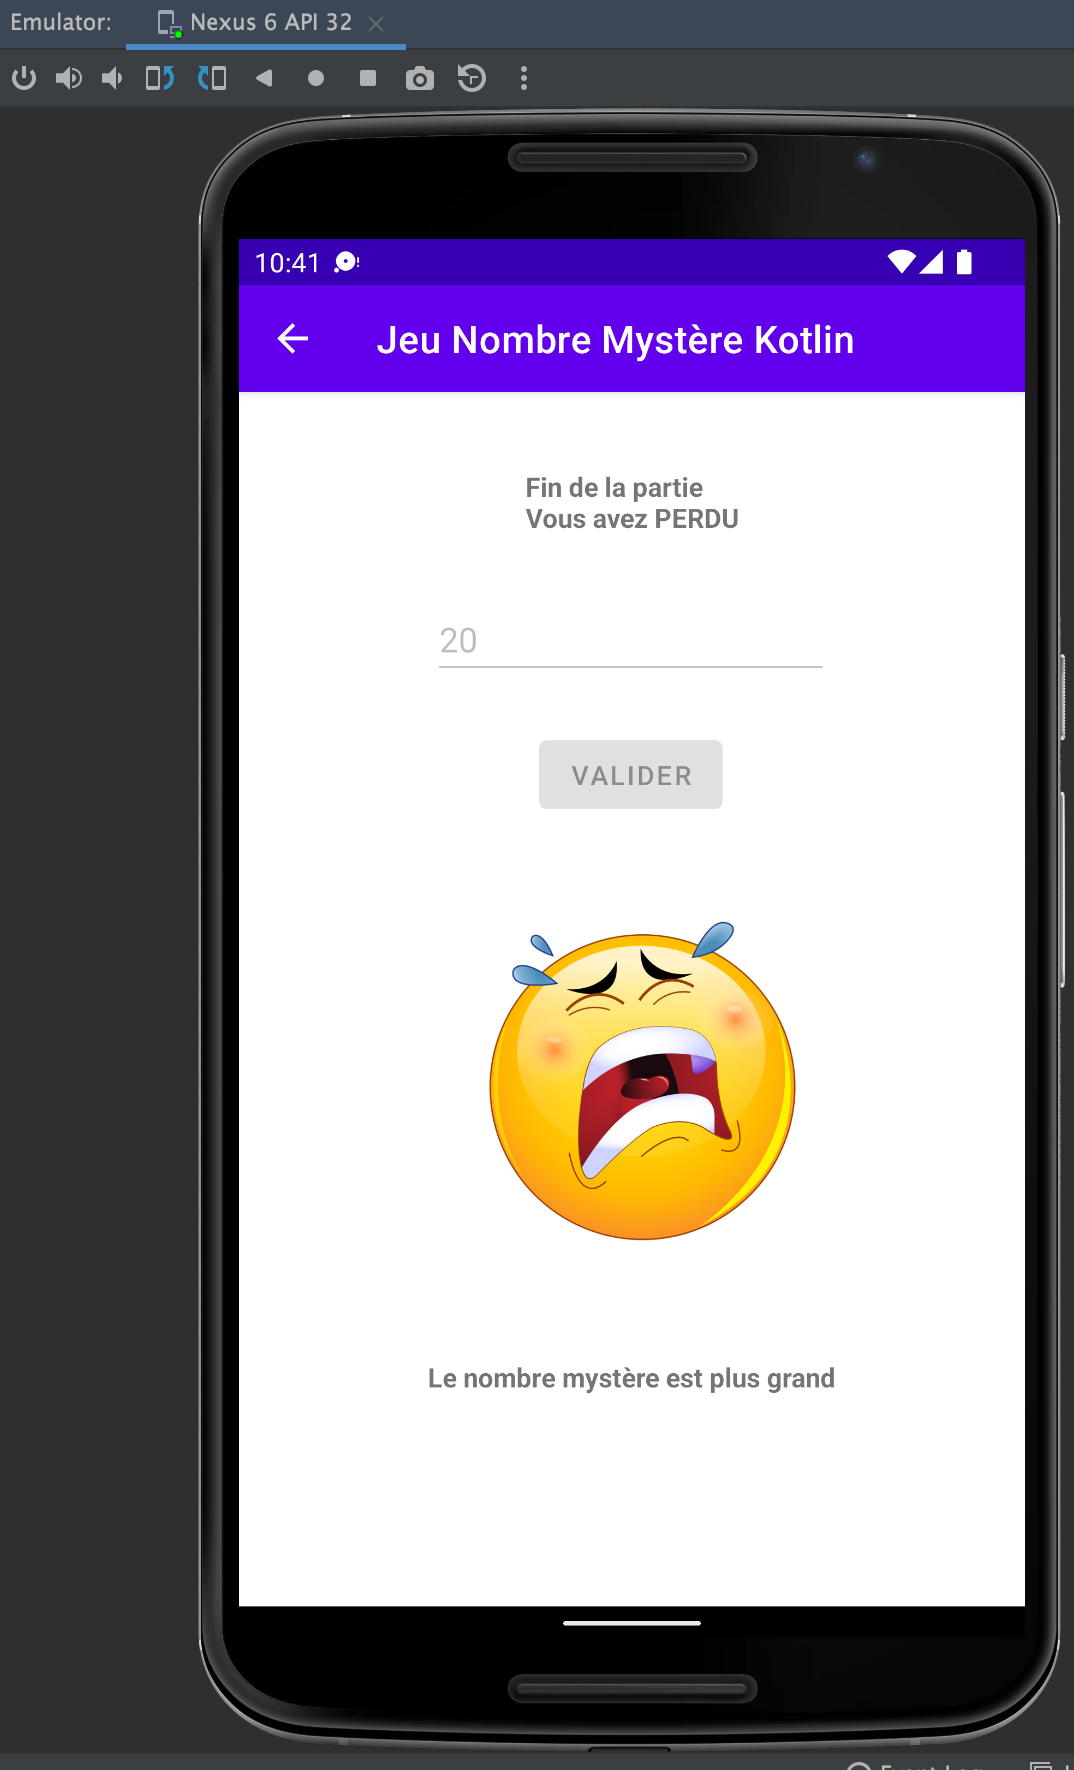 Emulator: Nexus 6 API 32
10:41
Jeu Nombre Mystère Kotlin
Fin de la partie
Vous avez PERDU
20
VALIDER
Le nombre mystère est plus grand